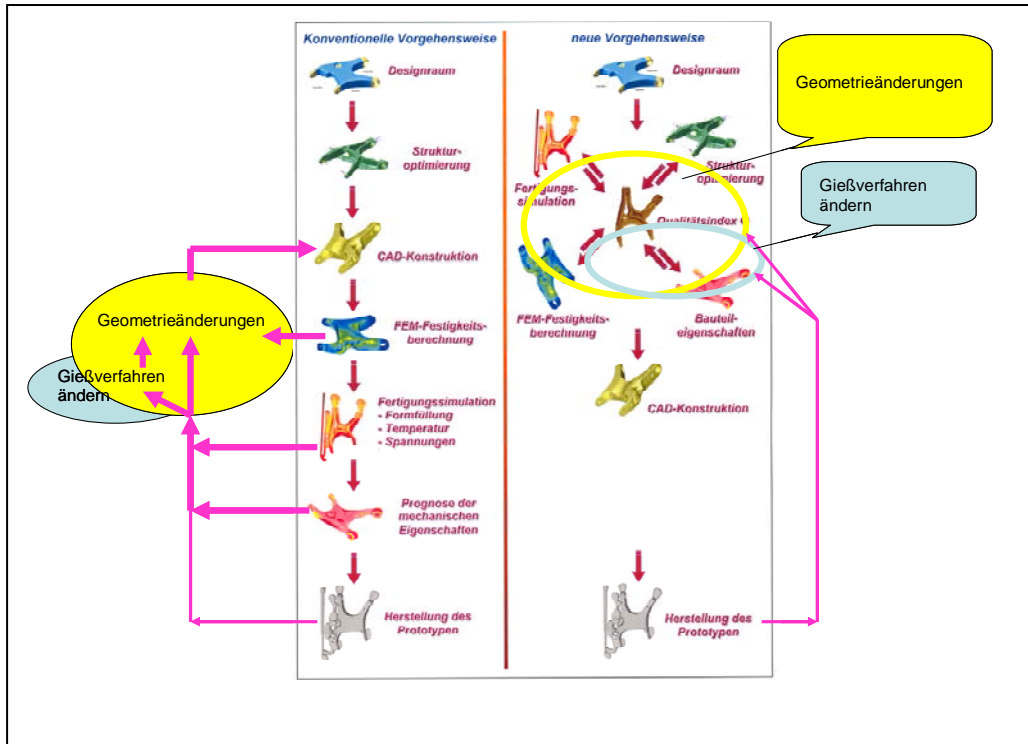 Konventionelle Vorgehensweise
Designraum
Struktur-
optimierung
CAD-Konstruktion
FEM-Festigkeits-
berechnung
Fertigungssimulation
- Formfüllung
- Temperatur
- Spannungen
Prognose der
mechanischen
Eigenschaften
Herstellung des
Prototypen
Geometrieänderungen
Gießverfahren
ändern
neue Vorgehensweise
Designraum
Struktur-
optimierung
Fertigungs-
simulation
Qualitätsindex
FEM-Festigkeits-
berechnung
Bauteil-
eigenschaften
CAD-Konstruktion
Herstellung des
Prototypen
Geometrieänderungen
Gießverfahren
ändern